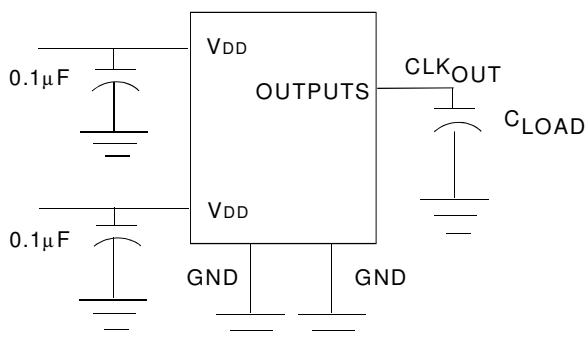 VDD
0.1μF
CLKOUT
OUTPUTS
CLOAD
VDD
0.1μF
GND GND